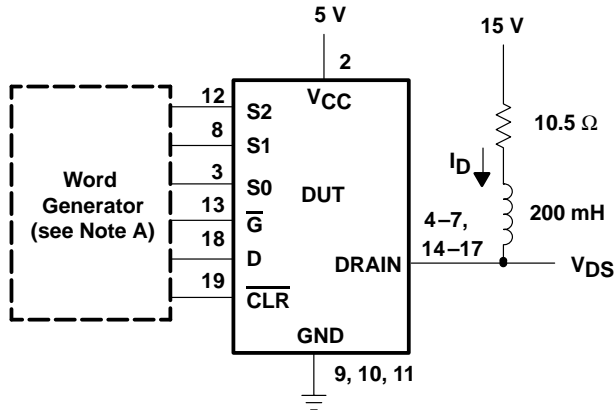 5 V
15 V
2
VCC
12
S2
8
S1
10.5 Ω
ID
3
S0
Word
Generator
(see Note A)
DUT
13
G
200 mH
4–7,
14–17
18
D
DRAIN
VDS
19
CLR
GND
9, 10, 11